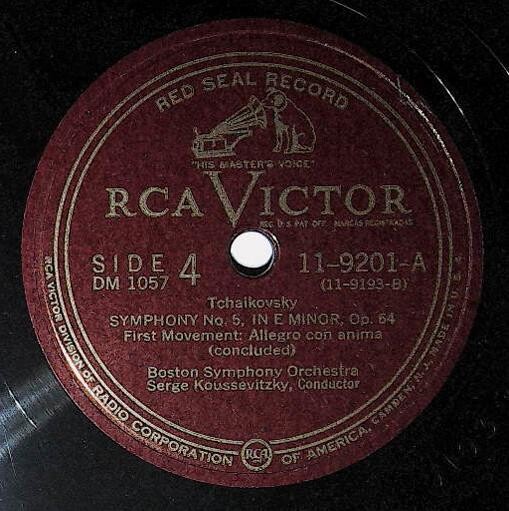 RED SEAL RECORD
"HIS MASTER'S VOICE"
RCA VICTOR
REG. U.S. PAT. OFF. MARCAS REGISTRADAS
SIDE 4
DM 1057
11-9201-A
(11-9193-B)
Tchaikovsky
SYMPHONY No. 5, IN E MINOR, Op. 64
First Movement: Allegro con anima
(concluded)
Boston Symphony Orchestra
Serge Koussevitzky, Conductor
RCA VICTOR DIVISION OF RADIO CORPORATION OF AMERICA, CAMDEN, N. J. MADE IN U. S. A.
RCA